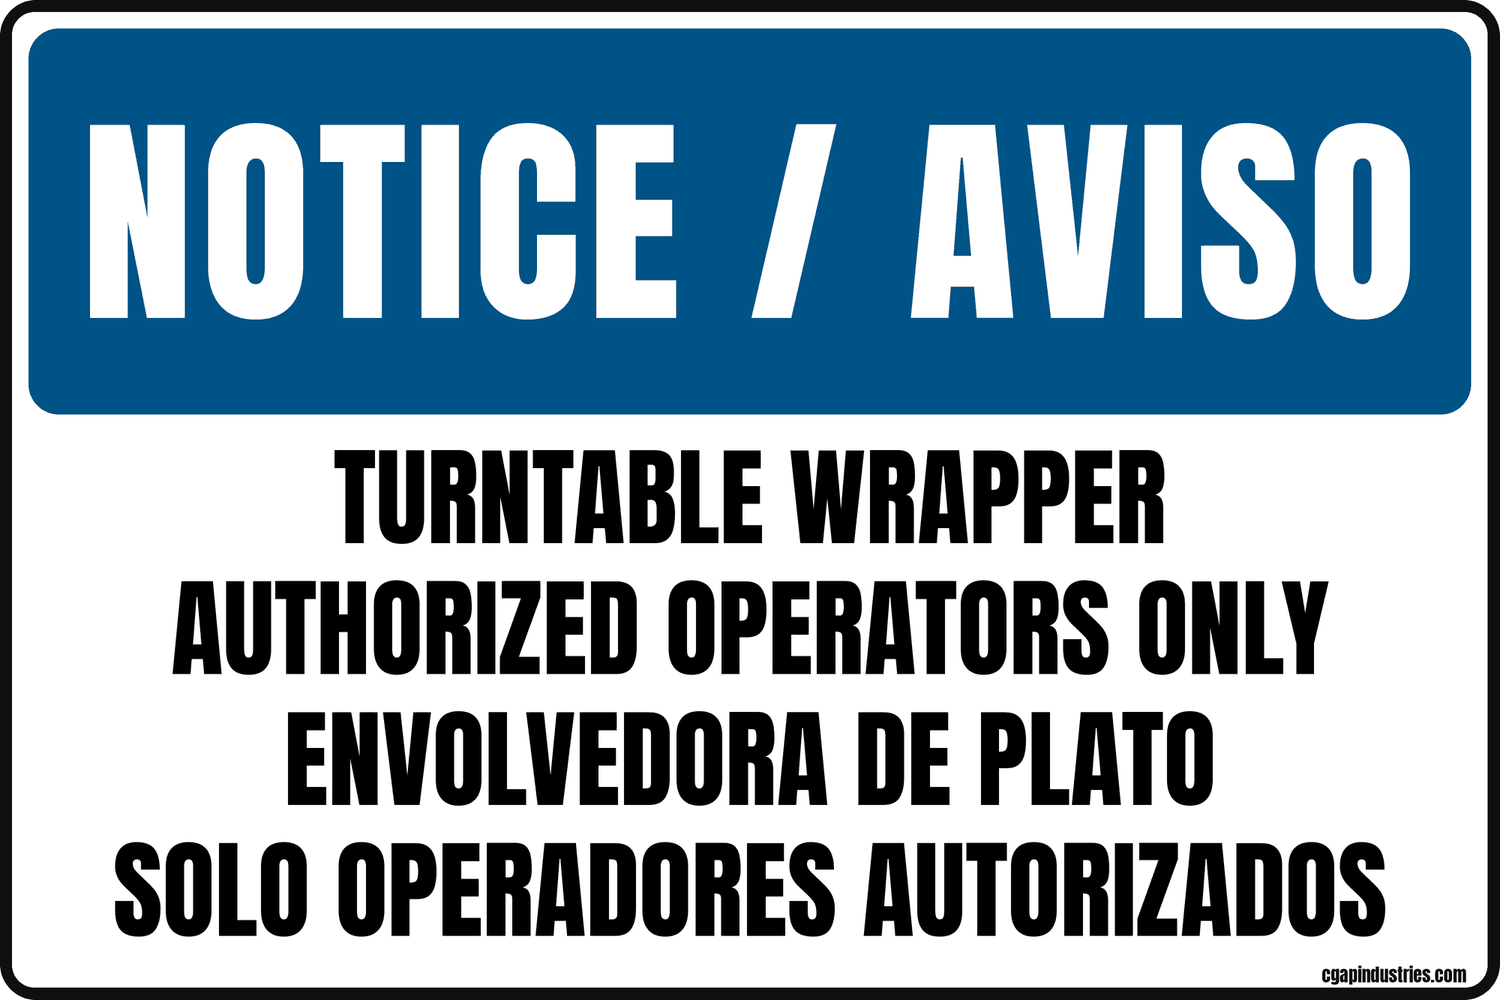 NOTICE / AVISO
TURNTABLE WRAPPER
AUTHORIZED OPERATORS ONLY
ENVOLVEDORA DE PLATO
SOLO OPERADORES AUTORIZADOS
cgapindustries.com